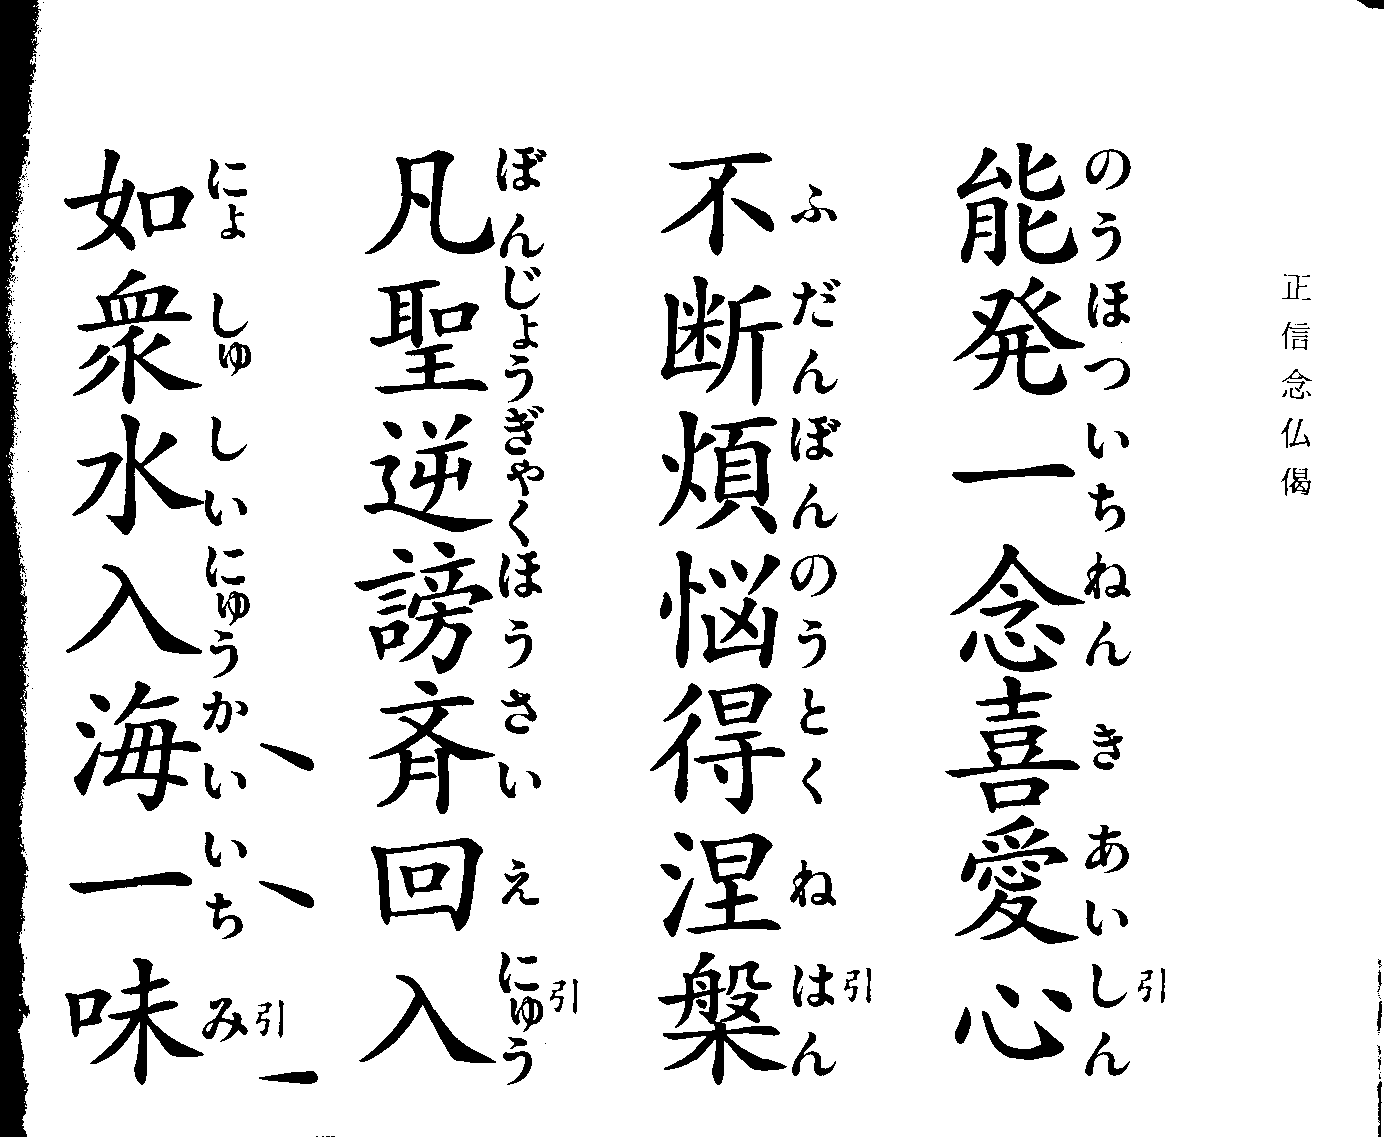 正信念仏偈
能発一念喜愛心
のうほついちねんきあいしん引
不断煩悩得涅槃
ふだんぼんのうとくねはん引
凡聖逆謗斉回入
ぼんじょうぎゃくほうさいえにゅう引
如衆水入海一味
にょしゅしいにゅうかいいちみ引